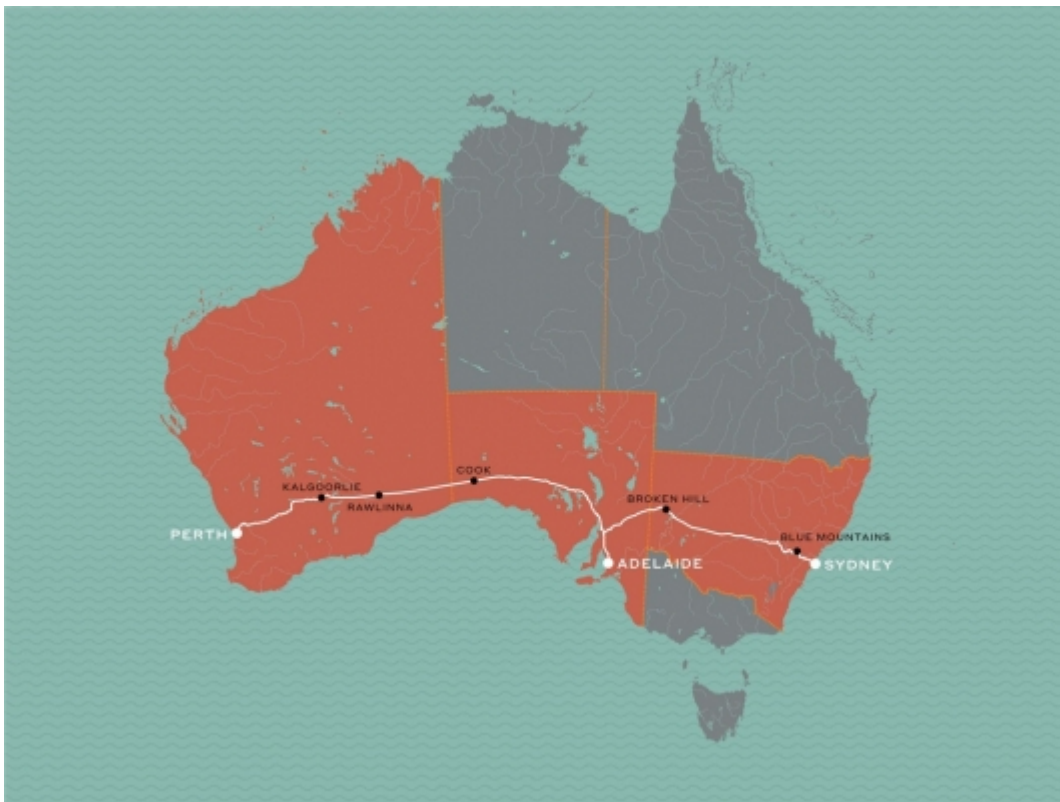 COOK
KALGOORLIE
RAWLINNA
BROKEN HILL
PERTH
BLUE MOUNTAINS
ADELAIDE
SYDNEY